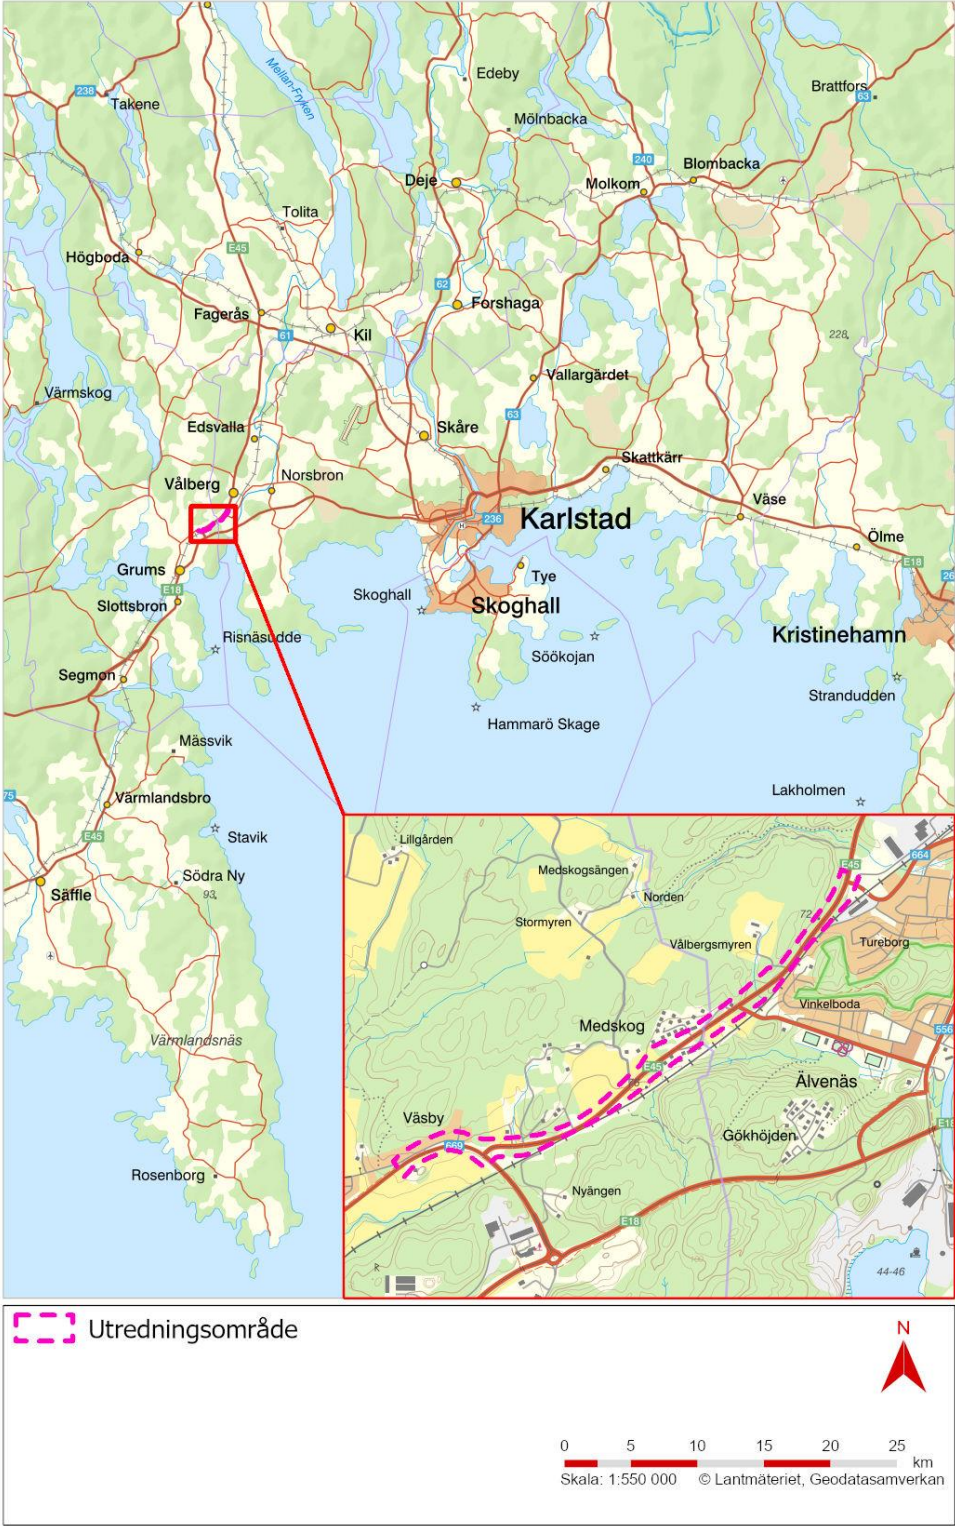 Mellan-Fryken
Edeby
Brattfors
63
238
Takene
Mölnbacka
240
Blombacka
Deje
Molkom
Tolita
E45
Högboda
62
Forshaga
Fagerås
61
Kil
228
Vallargärdet
Värmskog
63
Edsvalla
Skåre
Skattkärr
Vålberg
Norsbron
Väse
236
Karlstad
H
Ölme
Grums
E18
Tye
E18
26
Skoghall
Slottsbron
Skoghall
Risnäsudde
Kristinehamn
Söökojan
Segmon
Strandudden
Hammarö Skage
Mässvik
Lakholmen
75
Värmlandsbro
E45
Stavik
Södra Ny
Säffle
93
Värmlandsnäs
Rosenborg
Lillgården
664
E45
Medskogsängen
Norden
Stormyren
72
Tureborg
Vålbergsmyren
Vinkelboda
Medskog
556
E45
76
Älvenäs
Väsby
Gökhöjden
E18
669
Nyängen
E18
44-46
Utredningsområde
N
0 5 10 15 20 25
km
Skala: 1:550 000 © Lantmäteriet, Geodatasamverkan